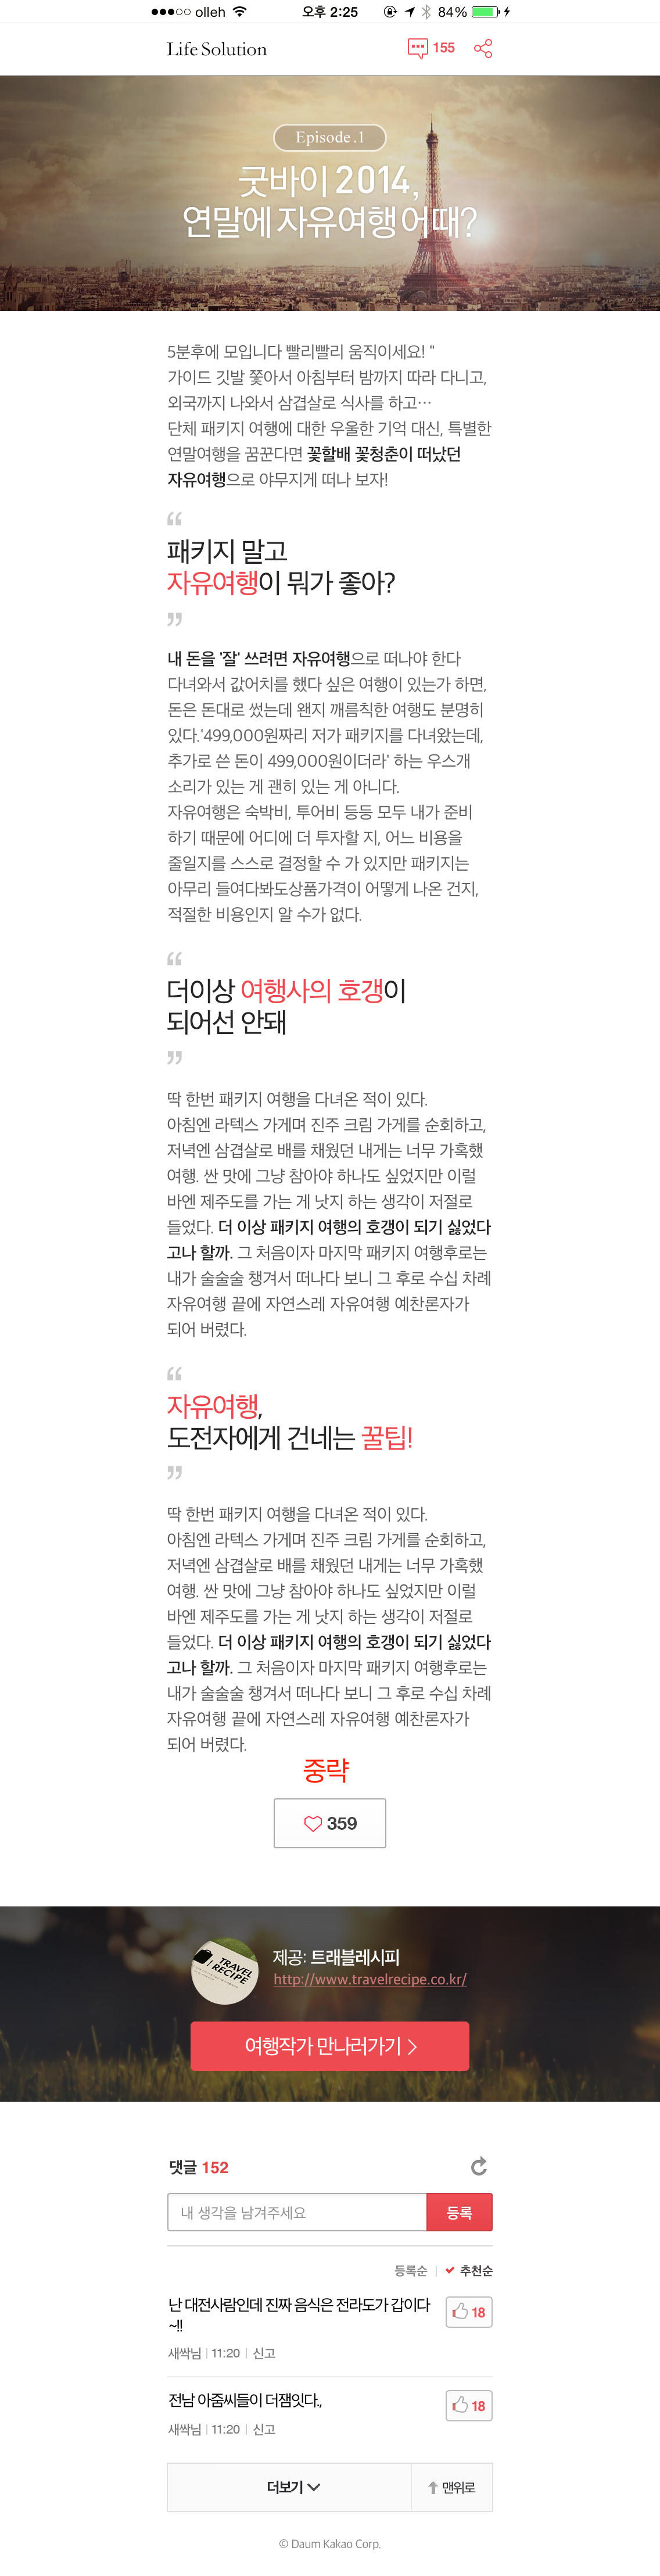 olleh 오후 2:25 84%
Life Solution 155
Episode.1
굿바이 2014,
연말에 자유여행 어때?
5분후에 모입니다 빨리빨리 움직이세요! "
가이드 깃발 쫓아서 아침부터 밤까지 따라 다니고,
외국까지 나와서 삼겹살로 식사를 하고…
단체 패키지 여행에 대한 우울한 기억 대신, 특별한
연말여행을 꿈꾼다면 꽃할배 꽃청춘이 떠났던
자유여행으로 야무지게 떠나 보자!
“
패키지 말고
자유여행이 뭐가 좋아?
”
내 돈을 '잘' 쓰려면 자유여행으로 떠나야 한다
다녀와서 값어치를 했다 싶은 여행이 있는가 하면,
돈은 돈대로 썼는데 왠지 깨름칙한 여행도 분명히
있다.'499,000원짜리 저가 패키지를 다녀왔는데,
추가로 쓴 돈이 499,000원이더라' 하는 우스개
소리가 있는 게 괜히 있는 게 아니다.
자유여행은 숙박비, 투어비 등등 모두 내가 준비
하기 때문에 어디에 더 투자할 지, 어느 비용을
줄일지를 스스로 결정할 수 가 있지만 패키지는
아무리 들여다봐도상품가격이 어떻게 나온 건지,
적절한 비용인지 알 수가 없다.
“
더이상 여행사의 호갱이
되어선 안돼
”
딱 한번 패키지 여행을 다녀온 적이 있다.
아침엔 라텍스 가게며 진주 크림 가게를 순회하고,
저녁엔 삼겹살로 배를 채웠던 내게는 너무 가혹했
여행. 싼 맛에 그냥 참아야 하나도 싶었지만 이럴
바엔 제주도를 가는 게 낫지 하는 생각이 저절로
들었다. 더 이상 패키지 여행의 호갱이 되기 싫었다
고나 할까. 그 처음이자 마지막 패키지 여행후로는
내가 술술술 챙겨서 떠나다 보니 그 후로 수십 차례
자유여행 끝에 자연스레 자유여행 예찬론자가
되어 버렸다.
“
자유여행,
도전자에게 건네는 꿀팁!
”
딱 한번 패키지 여행을 다녀온 적이 있다.
아침엔 라텍스 가게며 진주 크림 가게를 순회하고,
저녁엔 삼겹살로 배를 채웠던 내게는 너무 가혹했
여행. 싼 맛에 그냥 참아야 하나도 싶었지만 이럴
바엔 제주도를 가는 게 낫지 하는 생각이 저절로
들었다. 더 이상 패키지 여행의 호갱이 되기 싫었다
고나 할까. 그 처음이자 마지막 패키지 여행후로는
내가 술술술 챙겨서 떠나다 보니 그 후로 수십 차례
자유여행 끝에 자연스레 자유여행 예찬론자가
되어 버렸다.
중략
359
TRAVEL
RECIPE
제공: 트래블레시피
http://www.travelrecipe.co.kr/
여행작가 만나러가기 >
댓글 152
내 생각을 남겨주세요 등록
등록순 | 추천순
난 대전사람인데 진짜 음식은 전라도가 갑이다 18
~!!
새싹님 | 11:20 | 신고
전남 아줌씨들이 더잼잇다., 18
새싹님 | 11:20 | 신고
더보기 맨위로
© Daum Kakao Corp.